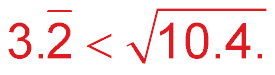 3.2̅ < √10.4.